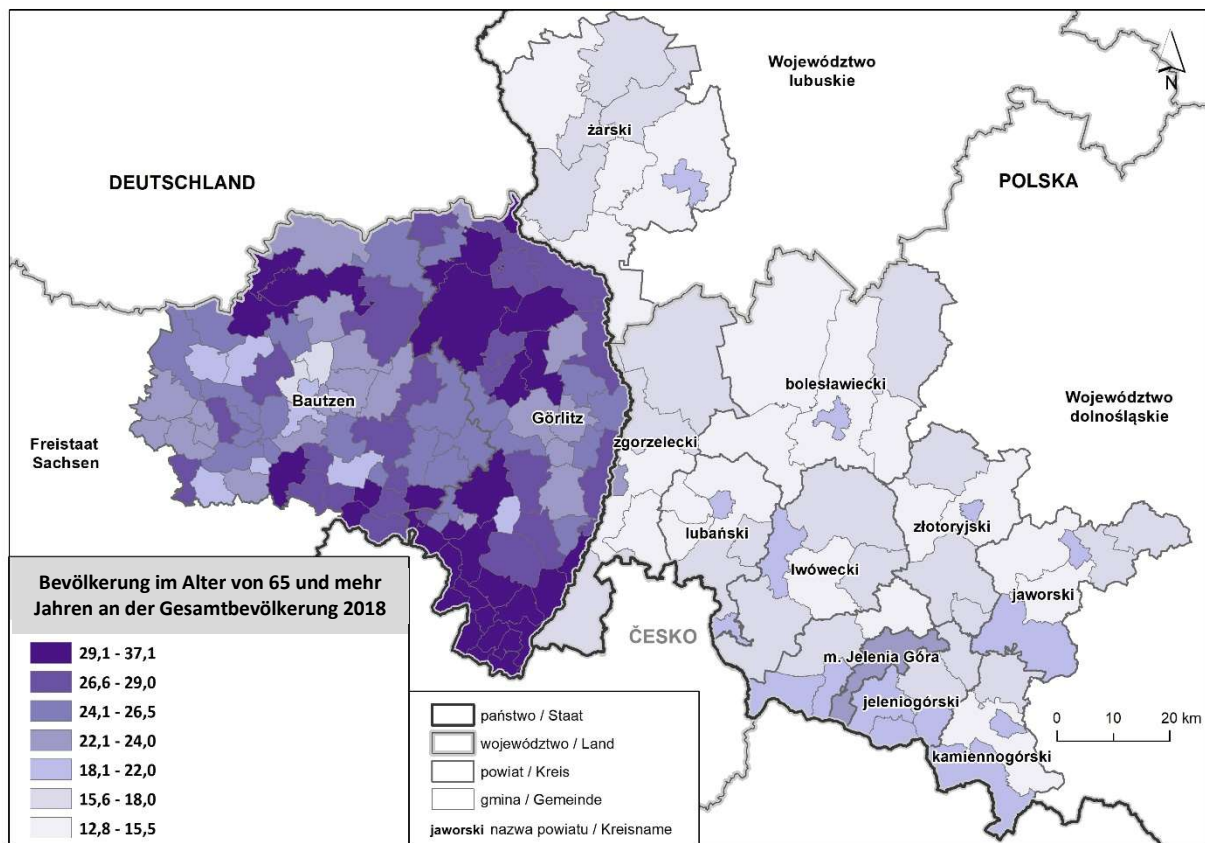 Województwo
lubuskie
N
żarski
DEUTSCHLAND
POLSKA
bolesławiecki
Bautzen
Görlitz
Województwo
dolnośląskie
Freistaat
Sachsen
zgorzelecki
lubański
złotoryjski
lwówecki
jaworski
ČESKO
m. Jelenia Góra
jeleniogórski
0 10 20 km
kamiennogórski
Bevölkerung im Alter von 65 und mehr
Jahren an der Gesamtbevölkerung 2018
29,1 - 37,1
26,6 - 29,0
24,1 - 26,5
22,1 - 24,0
18,1 - 22,0
15,6 - 18,0
12,8 - 15,5
państwo / Staat
województwo / Land
powiat / Kreis
gmina / Gemeinde
jaworski nazwa powiatu / Kreisname